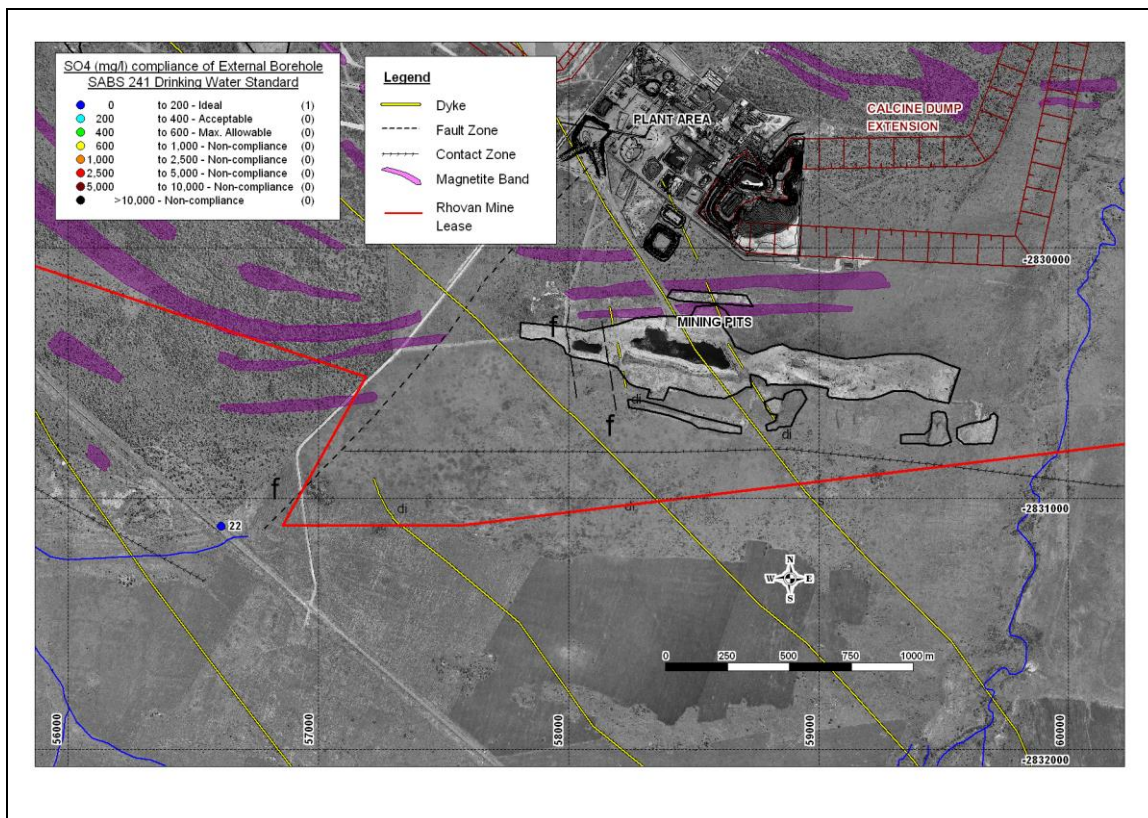 SO4 (mg/l) compliance of External Borehole
SABS 241 Drinking Water Standard
0 to 200 - Ideal (1)
200 to 400 - Acceptable (0)
400 to 600 - Max. Allowable (0)
600 to 1,000 - Non-compliance (0)
1,000 to 2,500 - Non-compliance (0)
2,500 to 5,000 - Non-compliance (0)
5,000 to 10,000 - Non-compliance (0)
>10,000 - Non-compliance (0)
Legend
Dyke
Fault Zone
Contact Zone
Magnetite Band
Rhovan Mine
Lease
PLANT AREA
CALCINE DUMP
EXTENSION
-2830000
MINING PITS
f
di
f
di
f
di
di
-2831000
22
N
W E
S
0 250 500 750 1000 m
56000
57000
58000
59000
60000
-2832000